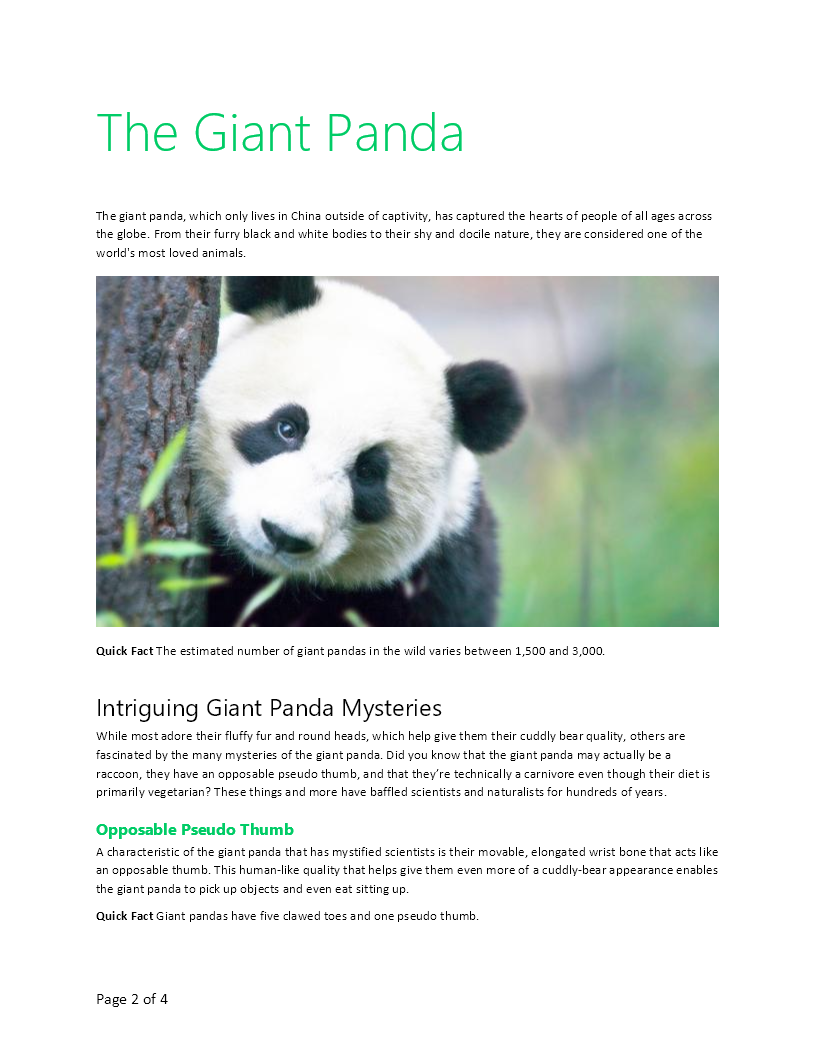 The Giant Panda
The giant panda, which only lives in China outside of captivity, has captured the hearts of people of all ages across
the globe. From their furry black and white bodies to their shy and docile nature, they are considered one of the
world's most loved animals.
Quick Fact The estimated number of giant pandas in the wild varies between 1,500 and 3,000.
Intriguing Giant Panda Mysteries
While most adore their fluffy fur and round heads, which help give them their cuddly bear quality, others are
fascinated by the many mysteries of the giant panda. Did you know that the giant panda may actually be a
raccoon, they have an opposable pseudo thumb, and that they’re technically a carnivore even though their diet is
primarily vegetarian? These things and more have baffled scientists and naturalists for hundreds of years.
Opposable Pseudo Thumb
A characteristic of the giant panda that has mystified scientists is their movable, elongated wrist bone that acts like
an opposable thumb. This human-like quality that helps give them even more of a cuddly-bear appearance enables
the giant panda to pick up objects and even eat sitting up.
Quick Fact Giant pandas have five clawed toes and one pseudo thumb.
Page 2 of 4